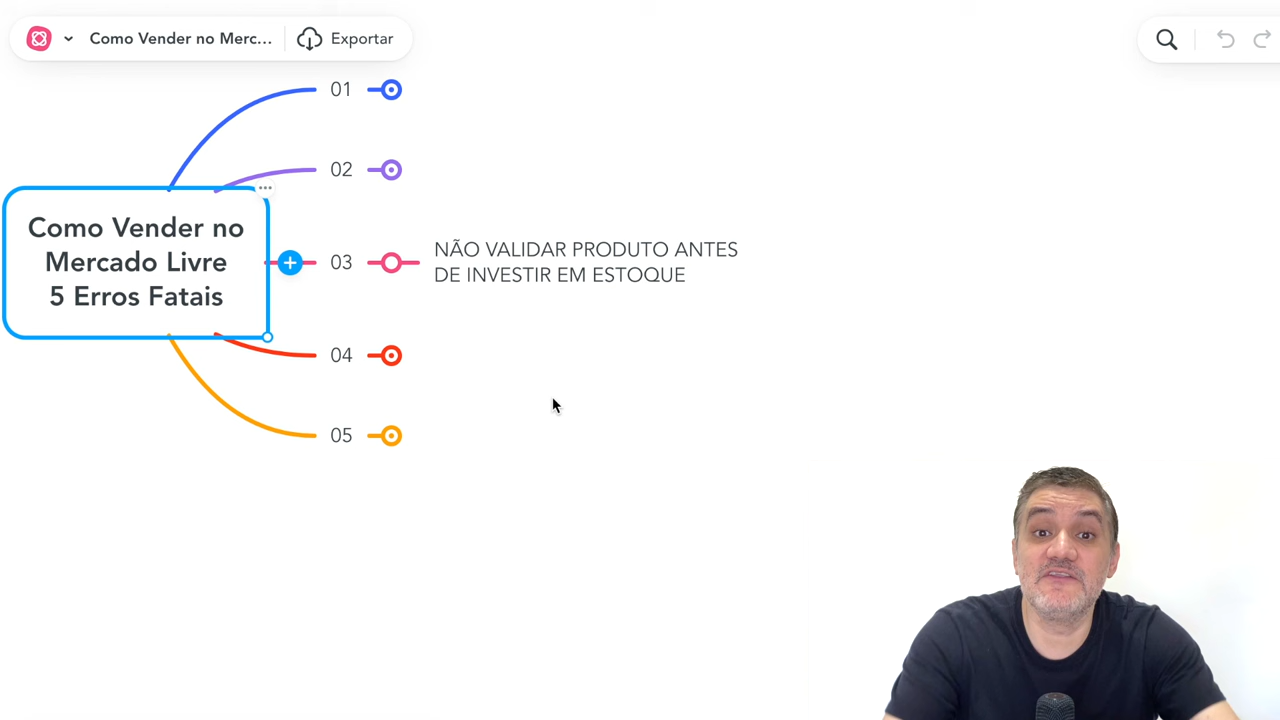 Como Vender no Merc...
Exportar
01
02
Como Vender no
Mercado Livre
5 Erros Fatais
03
NÃO VALIDAR PRODUTO ANTES
DE INVESTIR EM ESTOQUE
04
05